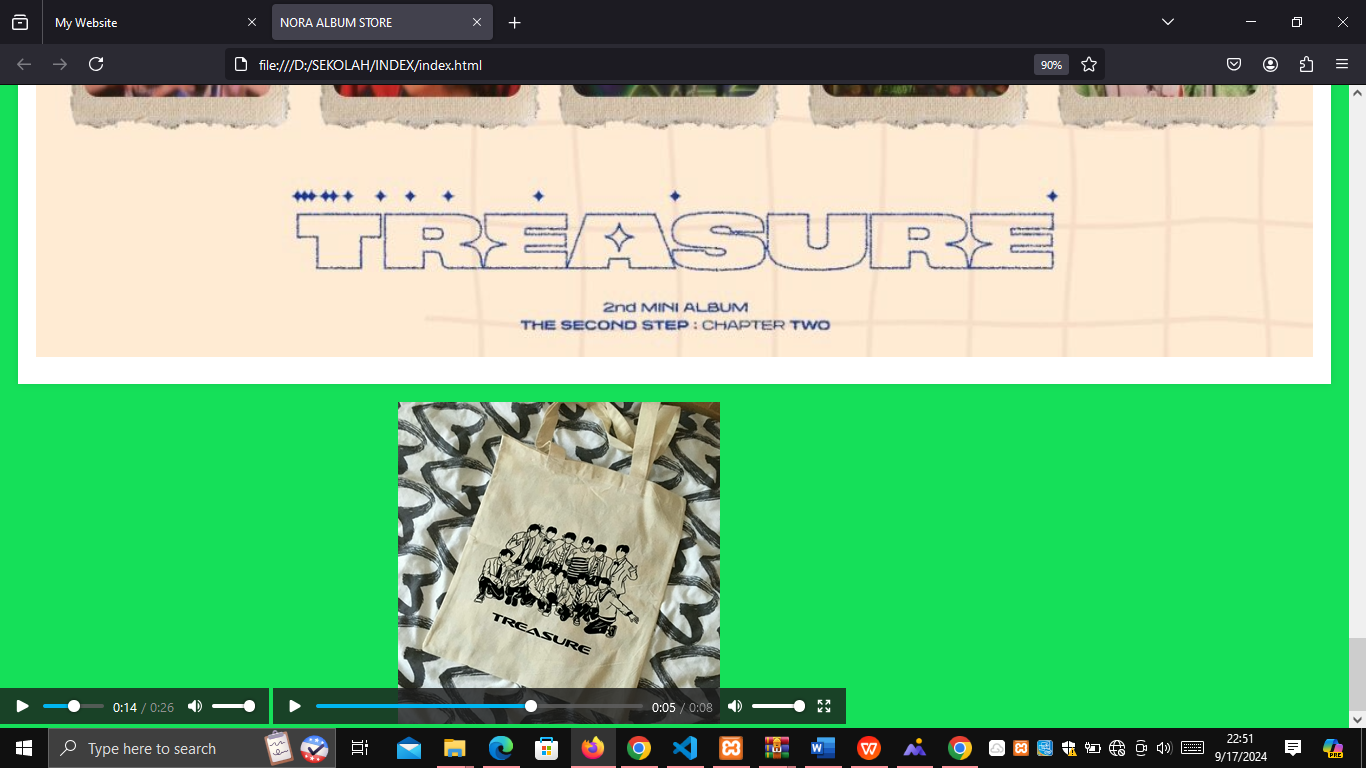 My Website
NORA ALBUM STORE
file:///D:/SEKOLAH/INDEX/index.html
90%
TREASURE
2nd MINI ALBUM
THE SECOND STEP : CHAPTER TWO
TREASURE
0:14 / 0:26
0:05 / 0:08
Type here to search
22:51
9/17/2024